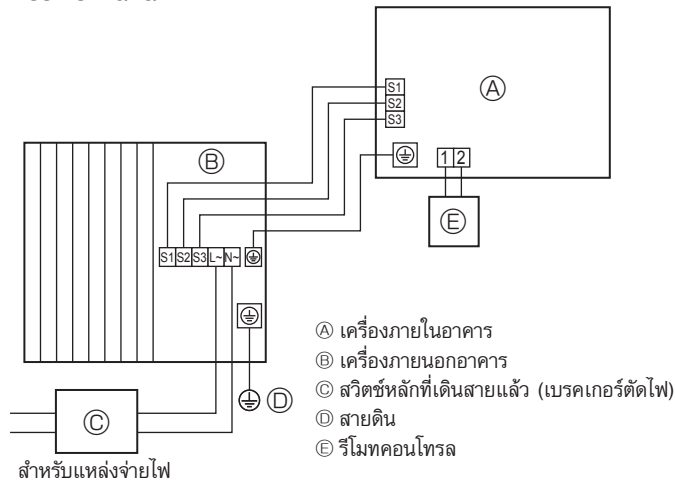 S1
S2
S3
Ⓐ
1 2
Ⓔ
Ⓑ
S1 S2 S3 L~ N~
Ⓓ
Ⓒ
สำหรับแหล่งจ่ายไฟ
Ⓐ เครื่องภายในอาคาร
Ⓑ เครื่องภายนอกอาคาร
Ⓒ สวิตช์หลักที่เดินสายแล้ว (เบรคเกอร์ตัดไฟ)
Ⓓ สายดิน
Ⓔ รีโมทคอนโทรล